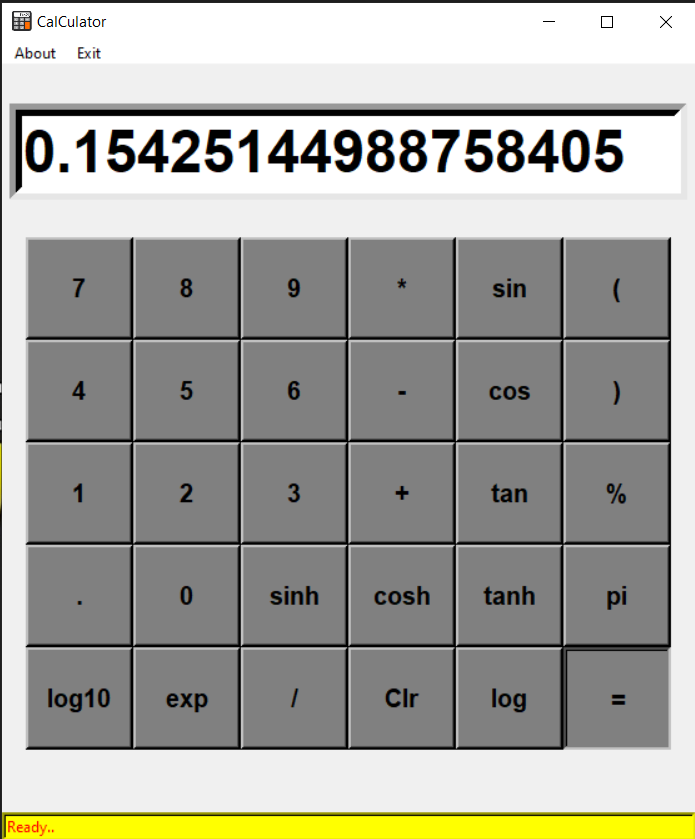 CalCulator
About Exit
0.15425144988758405
7 8 9 * sin (
4 5 6 - cos )
1 2 3 + tan %
. 0 sinh cosh tanh pi
log10 exp / Clr log =
Ready..